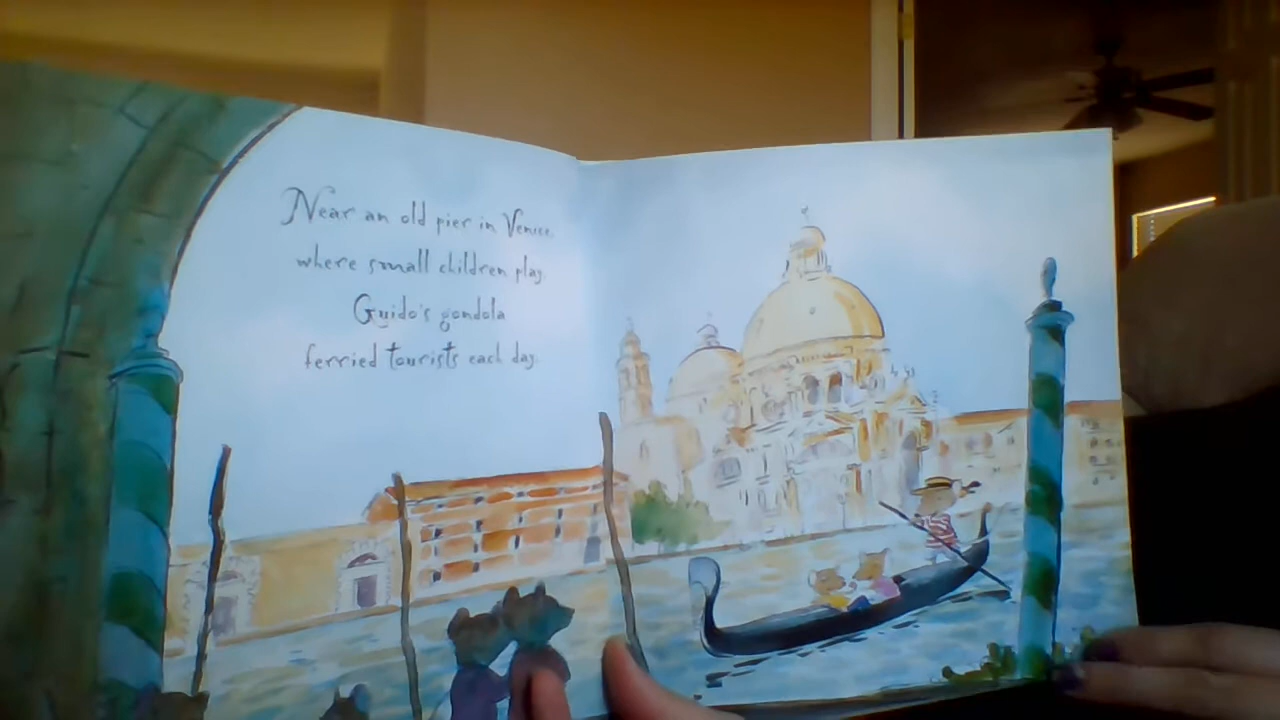 Near an old pier in Venice,
where small children play,
Guido's gondola
ferried tourists each day.